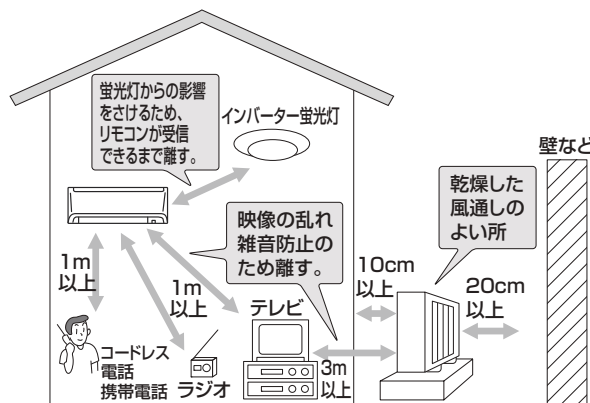 蛍光灯からの影響
をさけるため、
リモコンが受信
できるまで離す。
インバーター蛍光灯
壁など
乾燥した
風通しの
よい所
映像の乱れ
雑音防止の
ため離す。
1m
以上
1m
以上
10cm
以上
20cm
以上
テレビ
3m
以上
コードレス
電話
携帯電話
ラジオ